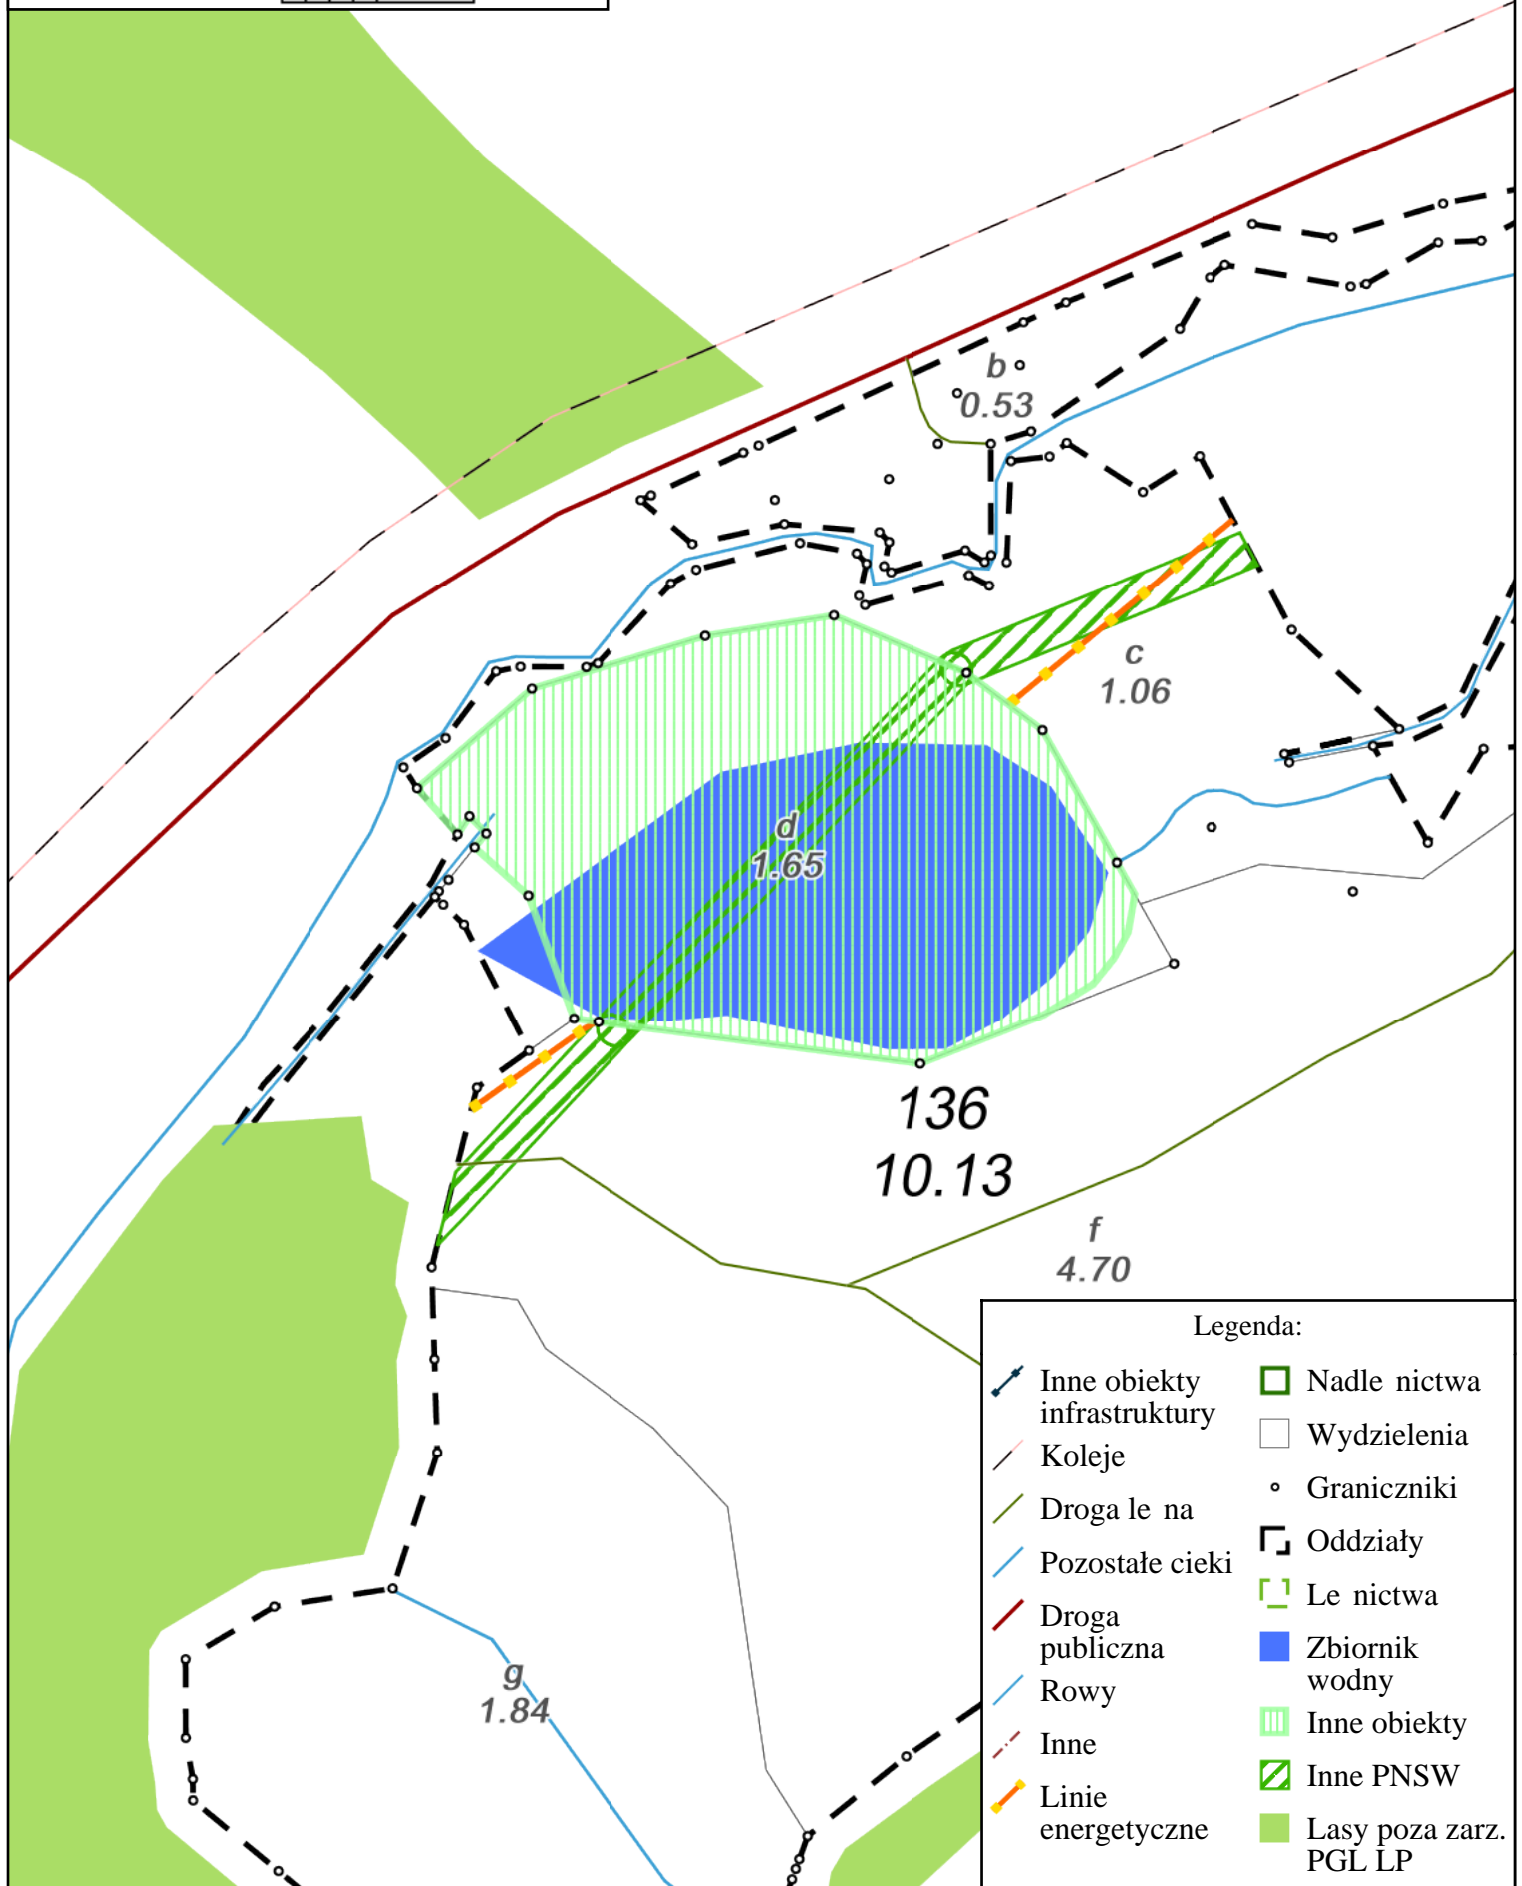 b
0.53
c
1.06
d
1.65
136
10.13
f
4.70
g
1.84
Legenda:
Inne obiekty
infrastruktury
Koleje
Droga le na
Pozostałe cieki
Droga
publiczna
Rowy
Inne
Linie
energetyczne
Nadle nictwa
Wydzielenia
Graniczniki
Oddziały
Le nictwa
Zbiornik
wodny
Inne obiekty
Inne PNSW
Lasy poza zarz.
PGL LP